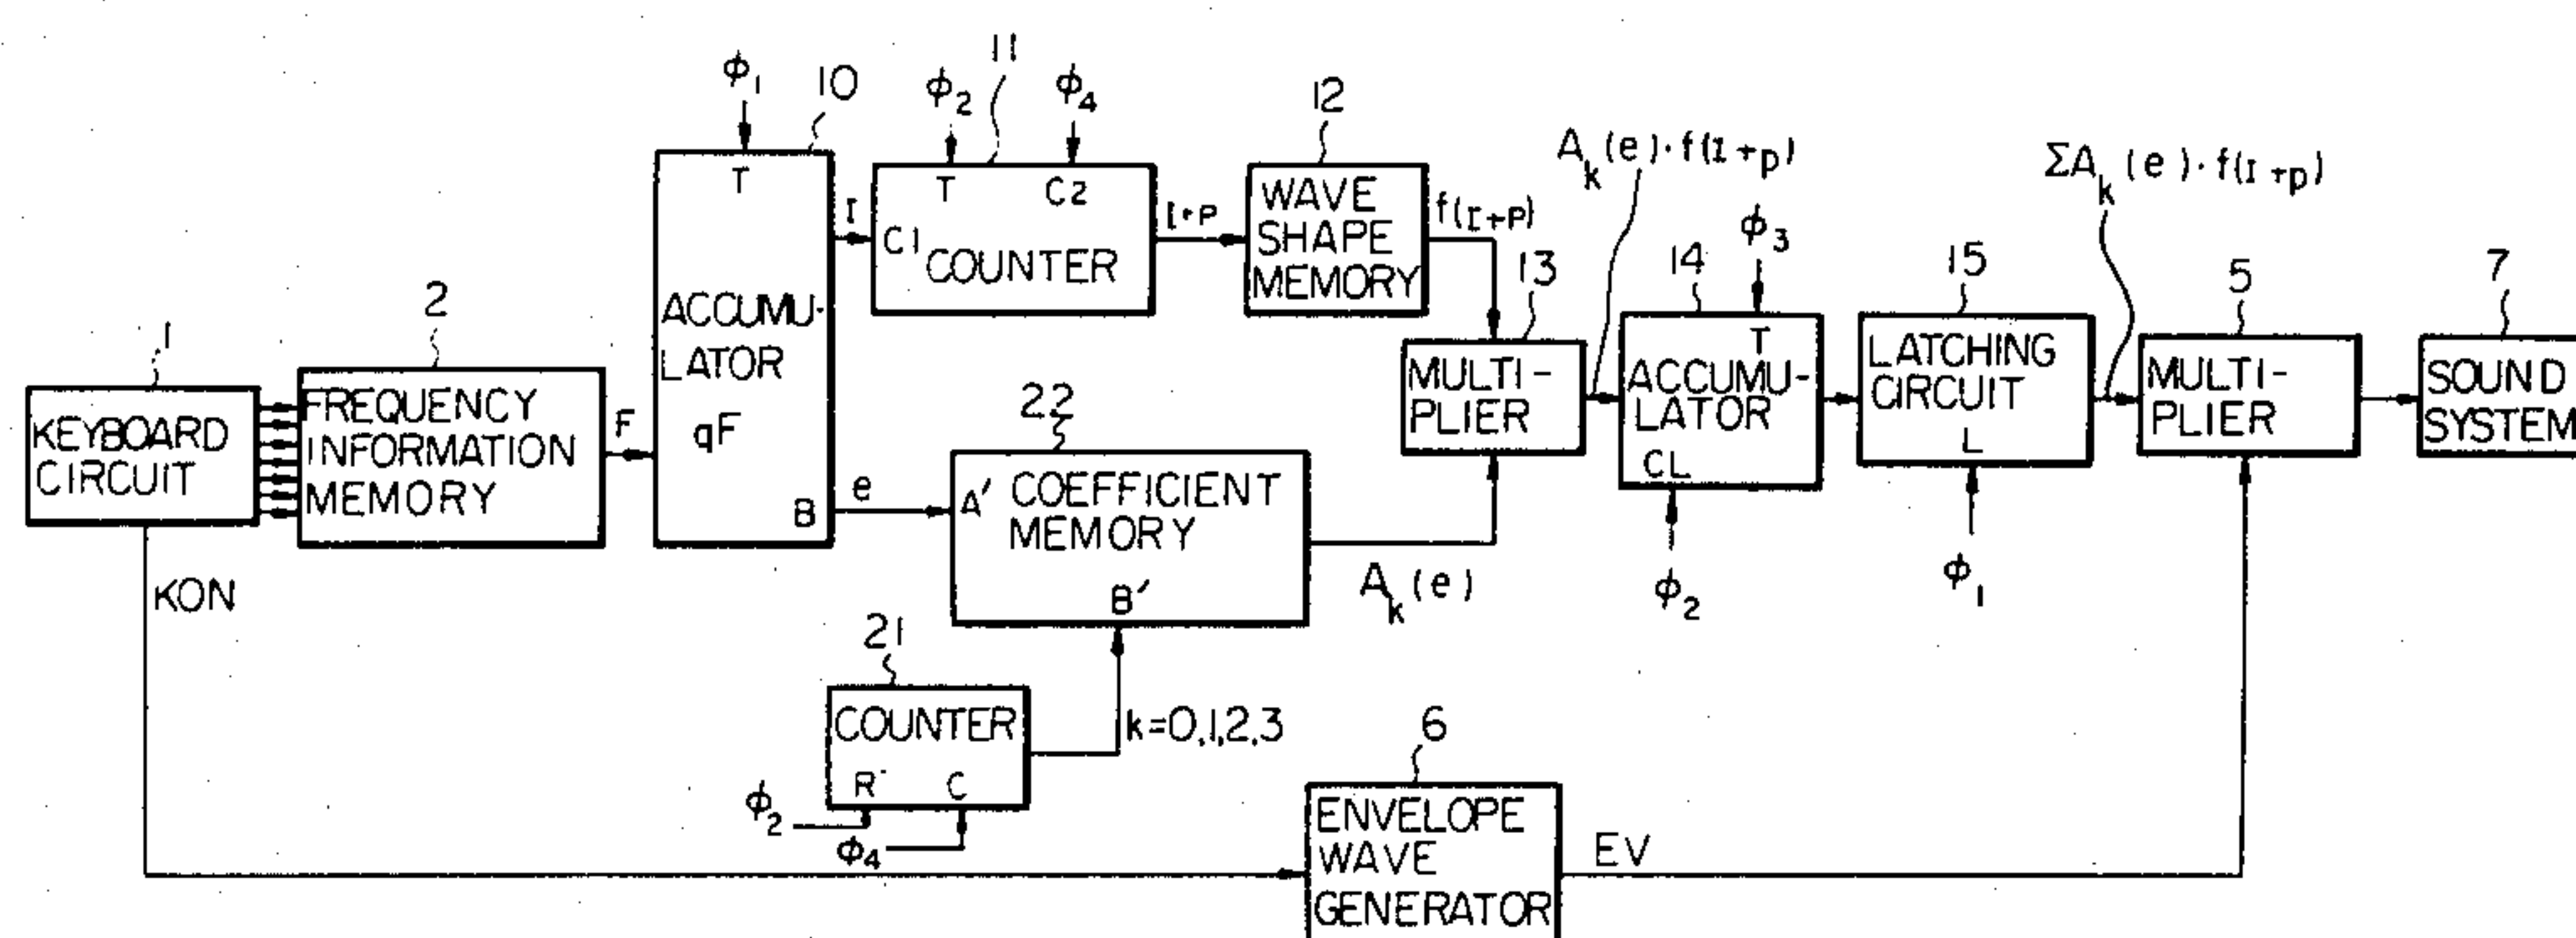 ϕ1
10
11
ϕ2
ϕ4
12
T
T
C2
I
C1
COUNTER
I+P
WAVE
SHAPE
MEMORY
f(I+P)
13
A_k(e)·f(I+p)
ΣA_k(e)·f(I+p)
ϕ3
14
15
5
7
1
2
KEYBOARD
CIRCUIT
FREQUENCY
INFORMATION
MEMORY
F
ACCUMU-
LATOR
qF
B
e
22
A′ COEFFICIENT
MEMORY
B′
A_k(e)
MULTI-
PLIER
T
ACCUMU-
LATOR
CL
ϕ2
LATCHING
CIRCUIT
L
ϕ1
MULTI-
PLIER
SOUND
SYSTEM
KON
21
COUNTER
R C
ϕ2
ϕ4
k=0,1,2,3
6
ENVELOPE
WAVE
GENERATOR
EV